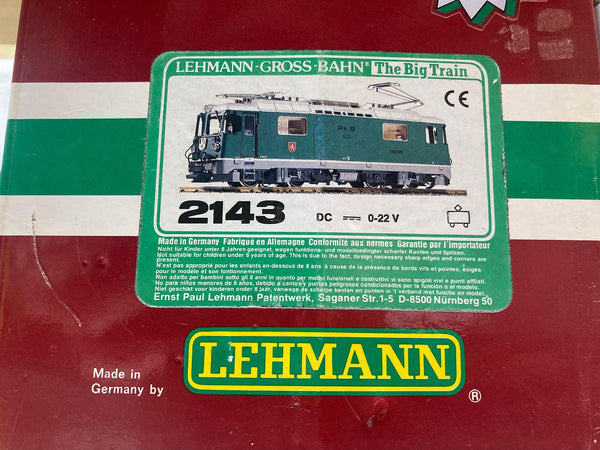 LEHMANN-GROSS-BAHN® The Big Train
CE
RhB
2143 DC 0-22 V
Made in Germany Fabriqué en Allemagne Conformité aux normes Garantie par l'importateur
Nicht für Kinder unter 8 Jahren geeignet, wegen funktions- und modellbedingter scharfer Kanten und Spitzen.
Not suitable for children under 8 years of age. This is due to the fact, design necessary sharp edges and corners are
present.
N'est pas approprié pour les enfants en-dessous de 8 ans à cause de la présence de bords vifs et pointes, exigés
pour le modèle et son fontionnement.
Non adatto per bambini sotto gli 8 anni in quanto per motivi funzionali e costruttivi vi sono spigoli vivi e punti affilati.
No para niños menores de 8 años, debido a cantos y puntas peligrosos condicionados por la función o el modelo.
Niet geschikt voor kinderen onder 8 jahr, vanwege scherpe kanten en punten in 't verband met functie en model.
Ernst Paul Lehmann Patentwerk, Saganer Str. 1-5 D-8500 Nürnberg 50
Made in
Germany by
LEHMANN®